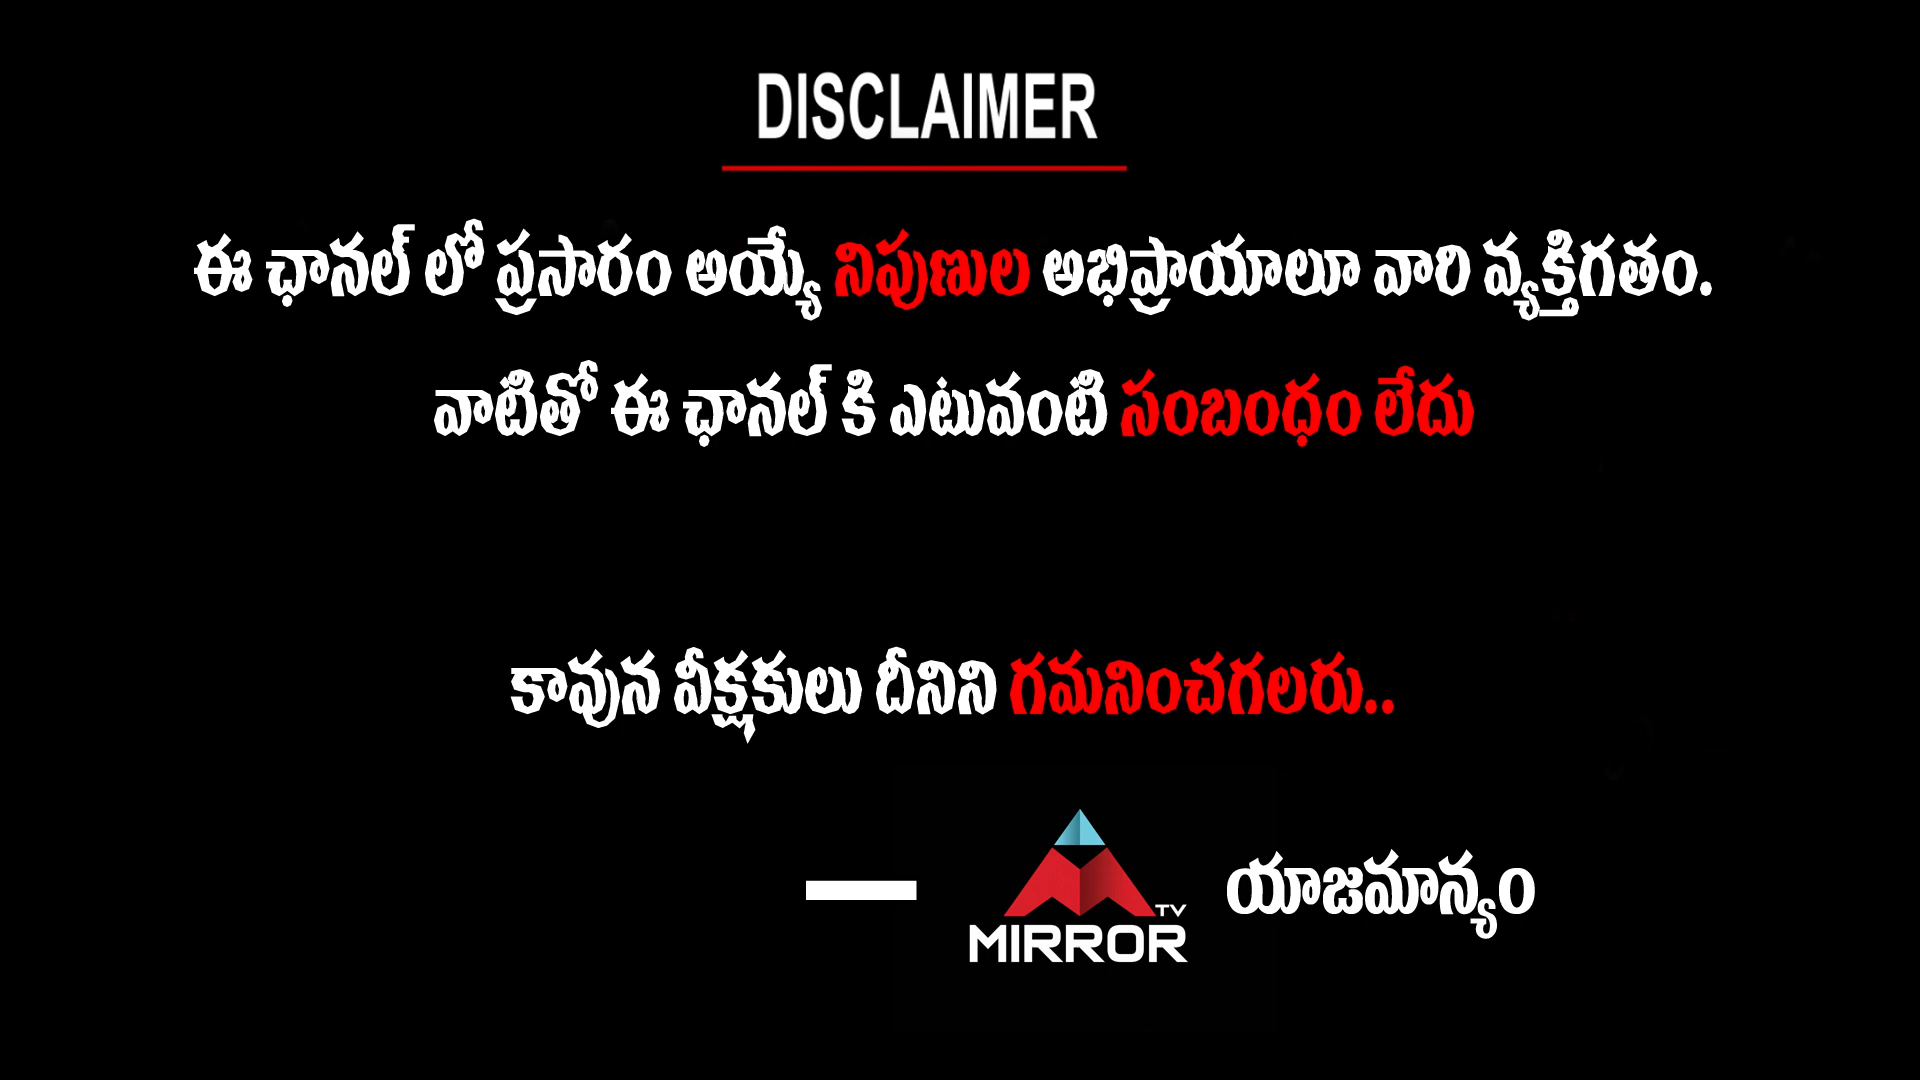 DISCLAIMER
ఈ ఛానల్ లో ప్రసారం అయ్యే నిపుణుల అభిప్రాయాలూ వారి వ్యక్తిగతం.
వాటితో ఈ ఛానల్ కి ఎటువంటి సంబంధం లేదు
కావున వీక్షకులు దీనిని గమనించగలరు..
— MIRROR TV యాజమాన్యం